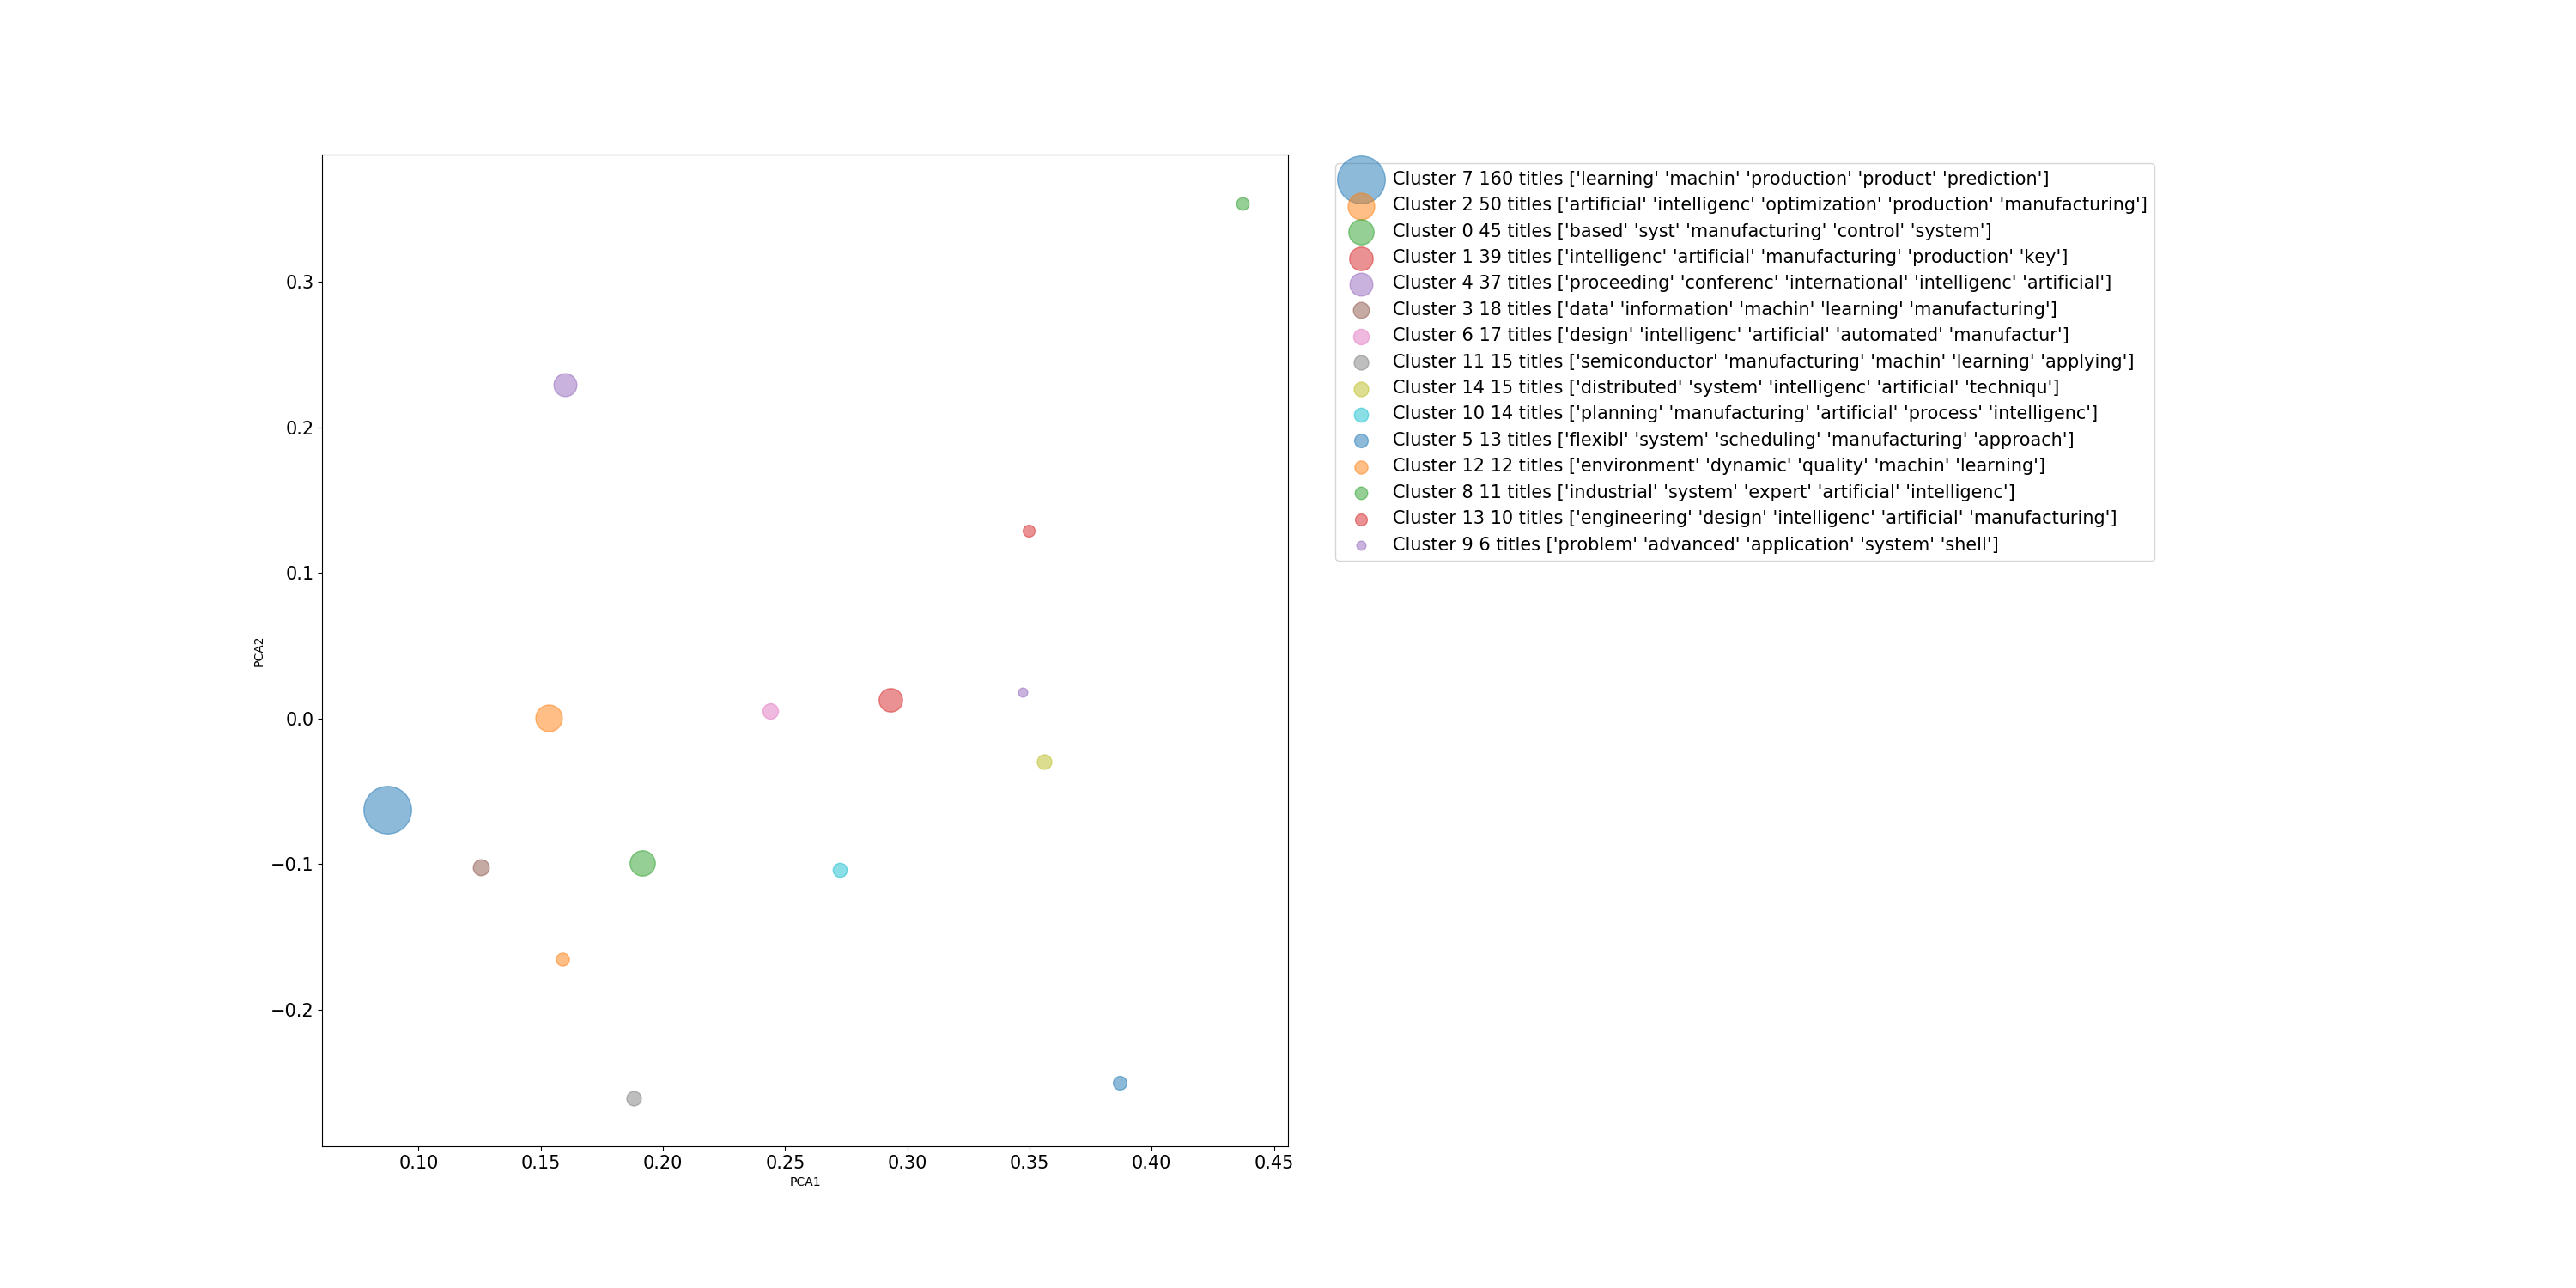 Cluster 7 160 titles ['learning' 'machin' 'production' 'product' 'prediction']
Cluster 2 50 titles ['artificial' 'intelligenc' 'optimization' 'production' 'manufacturing']
Cluster 0 45 titles ['based' 'syst' 'manufacturing' 'control' 'system']
Cluster 1 39 titles ['intelligenc' 'artificial' 'manufacturing' 'production' 'key']
Cluster 4 37 titles ['proceeding' 'conferenc' 'international' 'intelligenc' 'artificial']
Cluster 3 18 titles ['data' 'information' 'machin' 'learning' 'manufacturing']
Cluster 6 17 titles ['design' 'intelligenc' 'artificial' 'automated' 'manufactur']
Cluster 11 15 titles ['semiconductor' 'manufacturing' 'machin' 'learning' 'applying']
Cluster 14 15 titles ['distributed' 'system' 'intelligenc' 'artificial' 'techniqu']
Cluster 10 14 titles ['planning' 'manufacturing' 'artificial' 'process' 'intelligenc']
Cluster 5 13 titles ['flexibl' 'system' 'scheduling' 'manufacturing' 'approach']
Cluster 12 12 titles ['environment' 'dynamic' 'quality' 'machin' 'learning']
Cluster 8 11 titles ['industrial' 'system' 'expert' 'artificial' 'intelligenc']
Cluster 13 10 titles ['engineering' 'design' 'intelligenc' 'artificial' 'manufacturing']
Cluster 9 6 titles ['problem' 'advanced' 'application' 'system' 'shell']
0.3
0.2
0.1
0.0
−0.1
−0.2
PCA2
0.10 0.15 0.20 0.25 0.30 0.35 0.40 0.45
PCA1